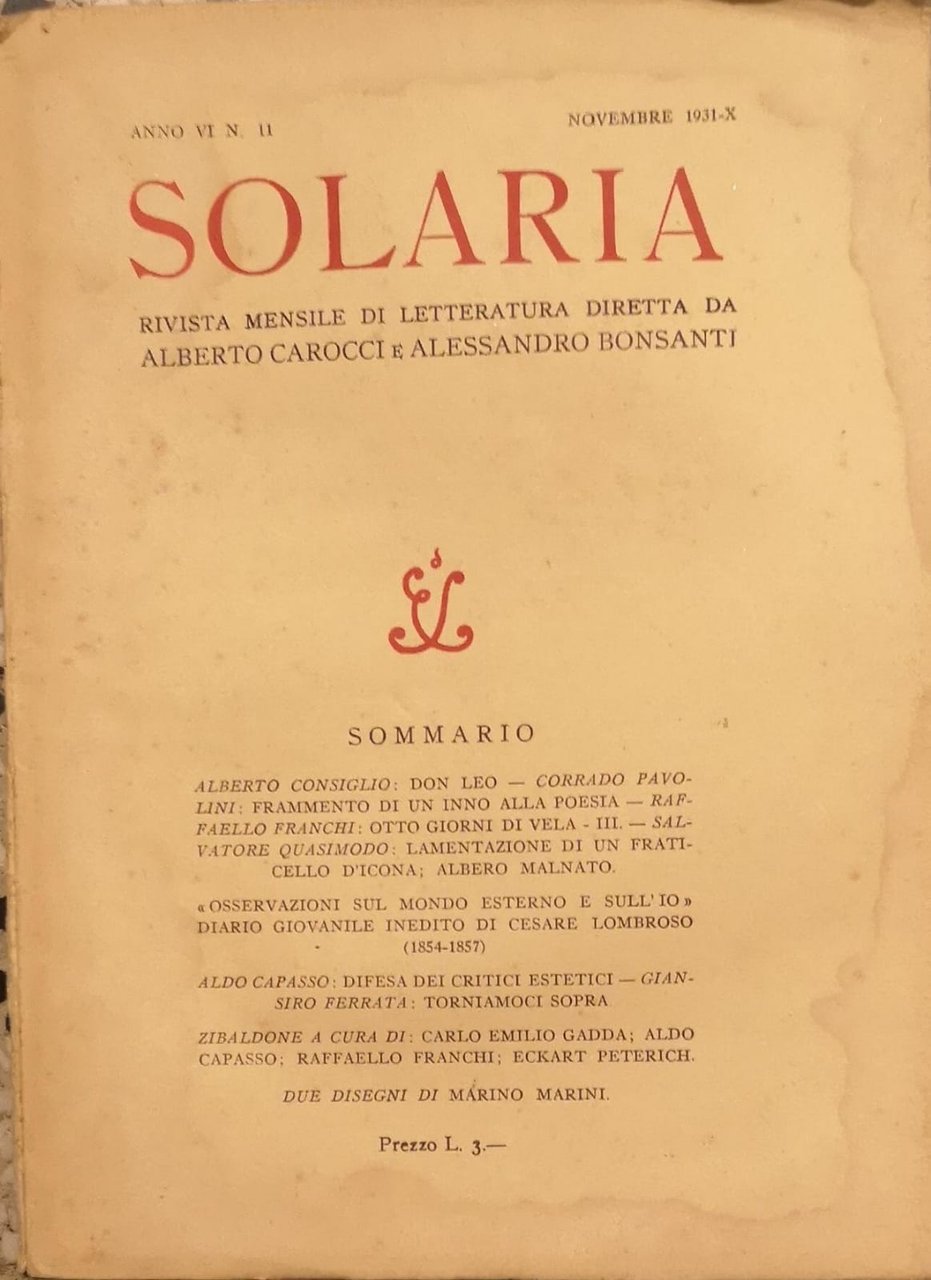 ANNO VI N. 11
NOVEMBRE 1931-X
SOLARIA
RIVISTA MENSILE DI LETTERATURA DIRETTA DA
ALBERTO CAROCCI E ALESSANDRO BONSANTI
SOMMARIO
ALBERTO CONSIGLIO: DON LEO — CORRADO PAVO-
LINI: FRAMMENTO DI UN INNO ALLA POESIA — RAF-
FAELLO FRANCHI: OTTO GIORNI DI VELA - III. — SAL-
VATORE QUASIMODO: LAMENTAZIONE DI UN FRATI-
CELLO D'ICONA; ALBERO MALNATO.
«OSSERVAZIONI SUL MONDO ESTERNO E SULL'IO»
DIARIO GIOVANILE INEDITO DI CESARE LOMBROSO
(1854-1857)
ALDO CAPASSO: DIFESA DEI CRITICI ESTETICI — GIAN-
SIRO FERRATA: TORNIAMOCI SOPRA
ZIBALDONE A CURA DI: CARLO EMILIO GADDA; ALDO
CAPASSO; RAFFAELLO FRANCHI; ECKART PETERICH.
DUE DISEGNI DI MARINO MARINI.
Prezzo L. 3.—